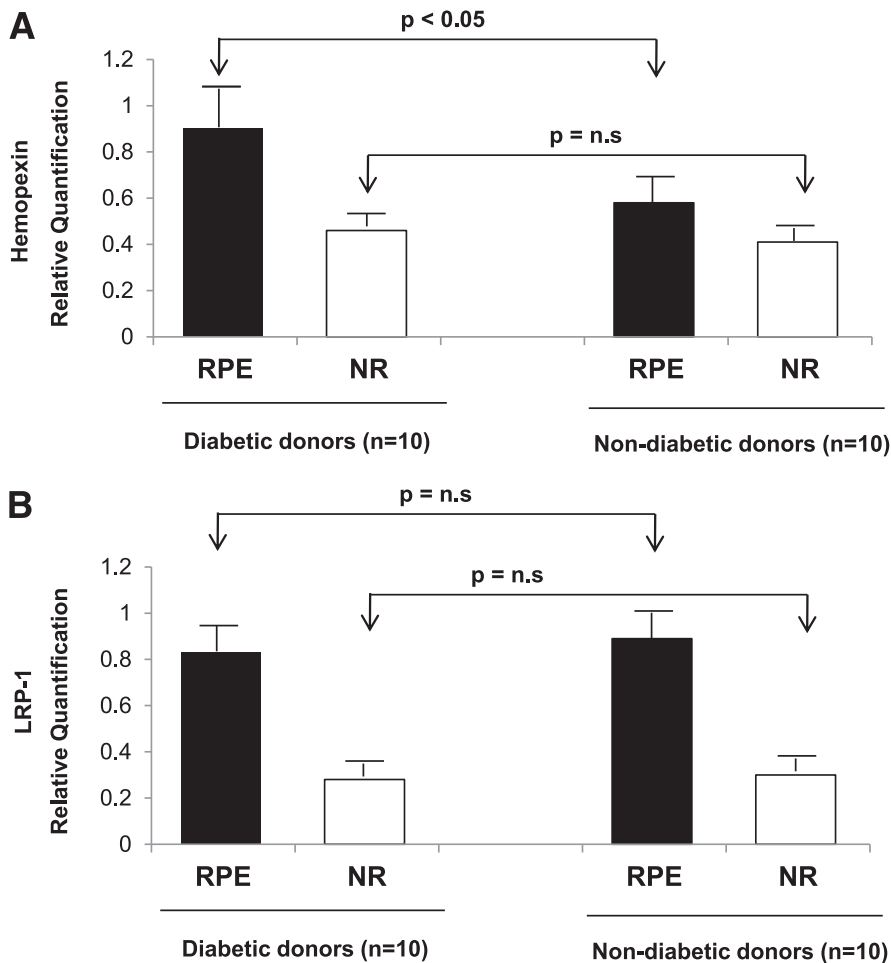 A
p < 0.05
p = n.s
Hemopexin
Relative Quantification
1.2
1
0.8
0.6
0.4
0.2
0
RPE NR RPE NR
Diabetic donors (n=10) Non-diabetic donors (n=10)
B
p = n.s
p = n.s
LRP-1
Relative Quantification
1.2
1
0.8
0.6
0.4
0.2
0
RPE NR RPE NR
Diabetic donors (n=10) Non-diabetic donors (n=10)